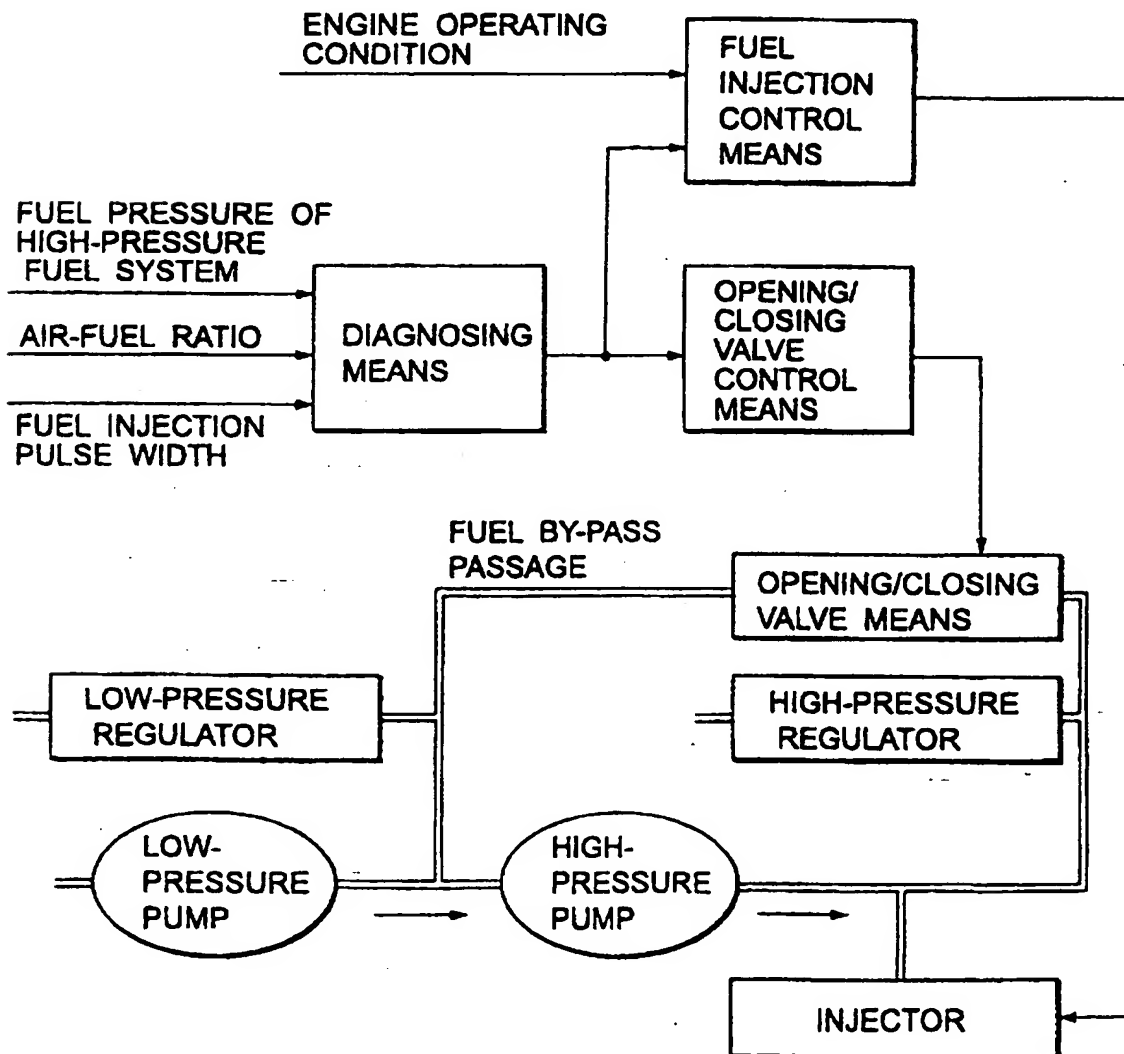 ENGINE OPERATING
CONDITION
FUEL
INJECTION
CONTROL
MEANS
FUEL PRESSURE OF
HIGH-PRESSURE
FUEL SYSTEM
AIR-FUEL RATIO
FUEL INJECTION
PULSE WIDTH
DIAGNOSING
MEANS
OPENING/
CLOSING
VALVE
CONTROL
MEANS
FUEL BY-PASS
PASSAGE
OPENING/CLOSING
VALVE MEANS
LOW-PRESSURE
REGULATOR
HIGH-PRESSURE
REGULATOR
LOW-
PRESSURE
PUMP
HIGH-
PRESSURE
PUMP
INJECTOR